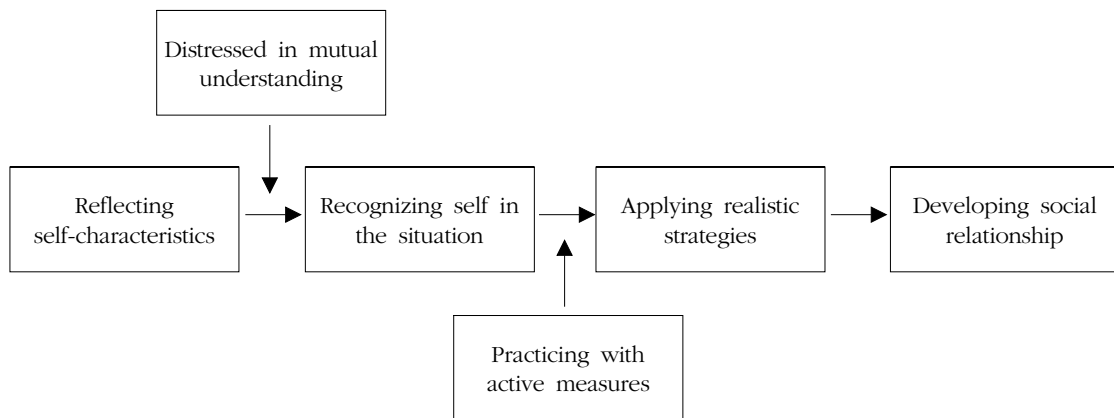 Distressed in mutual
understanding
Reflecting
self-characteristics
Recognizing self in
the situation
Applying realistic
strategies
Developing social
relationship
Practicing with
active measures